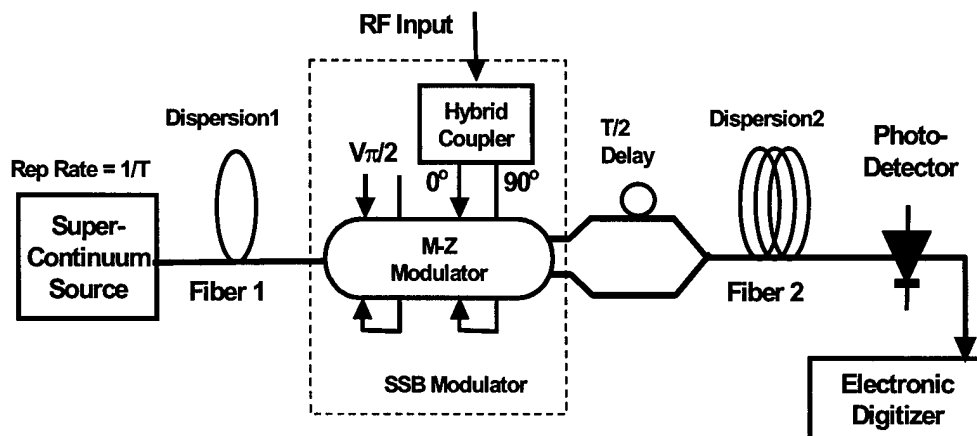 RF Input
Dispersion1
Hybrid
Coupler
T/2
Delay
Dispersion2
Photo-
Detector
Rep Rate = 1/T
Vπ/2
0°
90°
Super-
Continuum
Source
Fiber 1
M-Z
Modulator
Fiber 2
SSB Modulator
Electronic
Digitizer